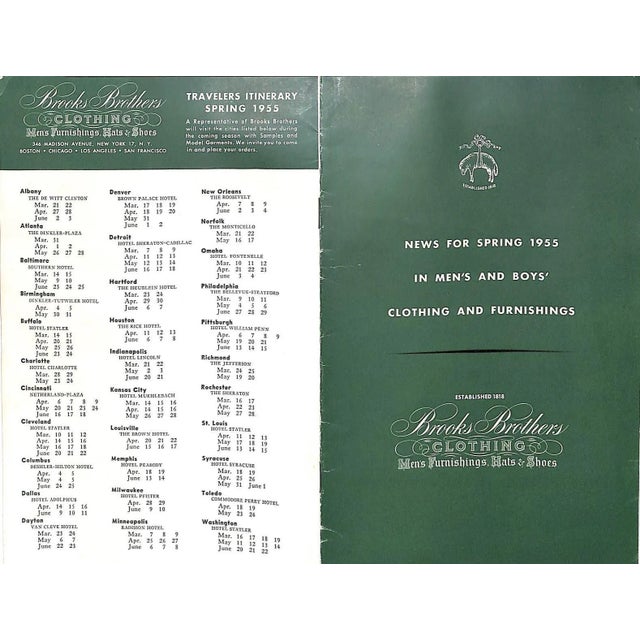 Brooks Brothers
CLOTHING
Mens Furnishings, Hats & Shoes
346 MADISON AVENUE, NEW YORK 17, N. Y.
BOSTON • CHICAGO • LOS ANGELES • SAN FRANCISCO
TRAVELERS ITINERARY
SPRING 1955
A Representative of Brooks Brothers
will visit the cities listed below during
the coming season with Samples and
Model Garments. We invite you to come
in and place your orders.
Albany
THE DE WITT CLINTON
Mar. 21 22
Apr. 27 28
June 2 15
Atlanta
THE DINKLER-PLAZA
Mar. 31
Apr. 1 2
May 26 27 28
Baltimore
SOUTHERN HOTEL
Mar. 14 15
May 9 10
June 23 24 25
Birmingham
DINKLER-TUTWILER HOTEL
Apr. 4 5
May 30 31
Buffalo
HOTEL STATLER
Mar. 14 15
Apr. 20 21
May 25 26
June 23 24
Charlotte
HOTEL CHARLOTTE
Mar. 28 29
May 23 24
Cincinnati
NETHERLAND-PLAZA
Apr. 6 7 8 9
May 20 21 23 24
June 16 17 18
Cleveland
HOTEL STATLER
Mar. 10 11 12
Apr. 14 15 16
May 16 17 18
June 20 21 22
Columbus
DESHLER-HILTON HOTEL
Apr. 4 5
May 4 5
May 25 26
Dallas
HOTEL ADOLPHUS
Apr. 14 15 16
June 9 10 11
Dayton
VAN CLEVE HOTEL
Mar. 23 24
May 6 7
June 22 23
Denver
BROWN PALACE HOTEL
Mar. 17 18 19
Apr. 18 19 20
May 31
June 1 2
Detroit
HOTEL SHERATON-CADILLAC
Mar. 7 8 9
Apr. 11 12 13
May 12 13 14
June 16 17 18
Hartford
THE HEUBLEIN HOTEL
Mar. 23 24
Apr. 29 30
June 6 7
Houston
THE RICE HOTEL
Apr. 11 12 13
June 6 7 8
Indianapolis
HOTEL LINCOLN
Mar. 21 22
May 2 3
June 20 21
Kansas City
HOTEL MUEHLEBACH
Mar. 14 15 16
Apr. 21 22 23
June 3 4
Louisville
THE BROWN HOTEL
Apr. 20 21 22
June 15 16 17
Memphis
HOTEL PEABODY
Apr. 18 19
June 13 14
Milwaukee
HOTEL PFISTER
Apr. 28 29
June 9 10
Minneapolis
RADISON HOTEL
Mar. 7 8 9
Apr. 25 26 27
June 6 7 8
New Orleans
THE ROOSEVELT
Apr. 7 8 9
June 2 3 4
Norfolk
THE MONTICELLO
Mar. 21 22
May 16 17
Omaha
HOTEL FONTENELLE
Mar. 10 11 12
Apr. 21 22 23
June 3 4
Philadelphia
THE BELLEVUE-STRATFORD
Mar. 9 10 11
May 4 5 6
June 27 28 29
Pittsburgh
HOTEL WILLIAM PENN
Apr. 11 12 13
June 13 14 15
Richmond
THE JEFFERSON
Mar. 24 25
May 19 20
Rochester
THE SHERATON
Mar. 16 17
Apr. 22 23
May 27 28
St. Louis
HOTEL STATLER
Apr. 11 12 13
May 17 18 19
June 13 14 15
Syracuse
HOTEL SYRACUSE
Mar. 18 19
Apr. 25 26
May 31 June 1
Toledo
COMMODORE PERRY HOTEL
Apr. 18 19
May 23 24
Washington
HOTEL STATLER
Mar. 16 17 18 19
May 11 12 13 14
June 20 21 22
ESTABLISHED 1818
NEWS FOR SPRING 1955
IN MEN'S AND BOYS'
CLOTHING AND FURNISHINGS
ESTABLISHED 1818
Brooks Brothers
CLOTHING
Mens Furnishings, Hats & Shoes